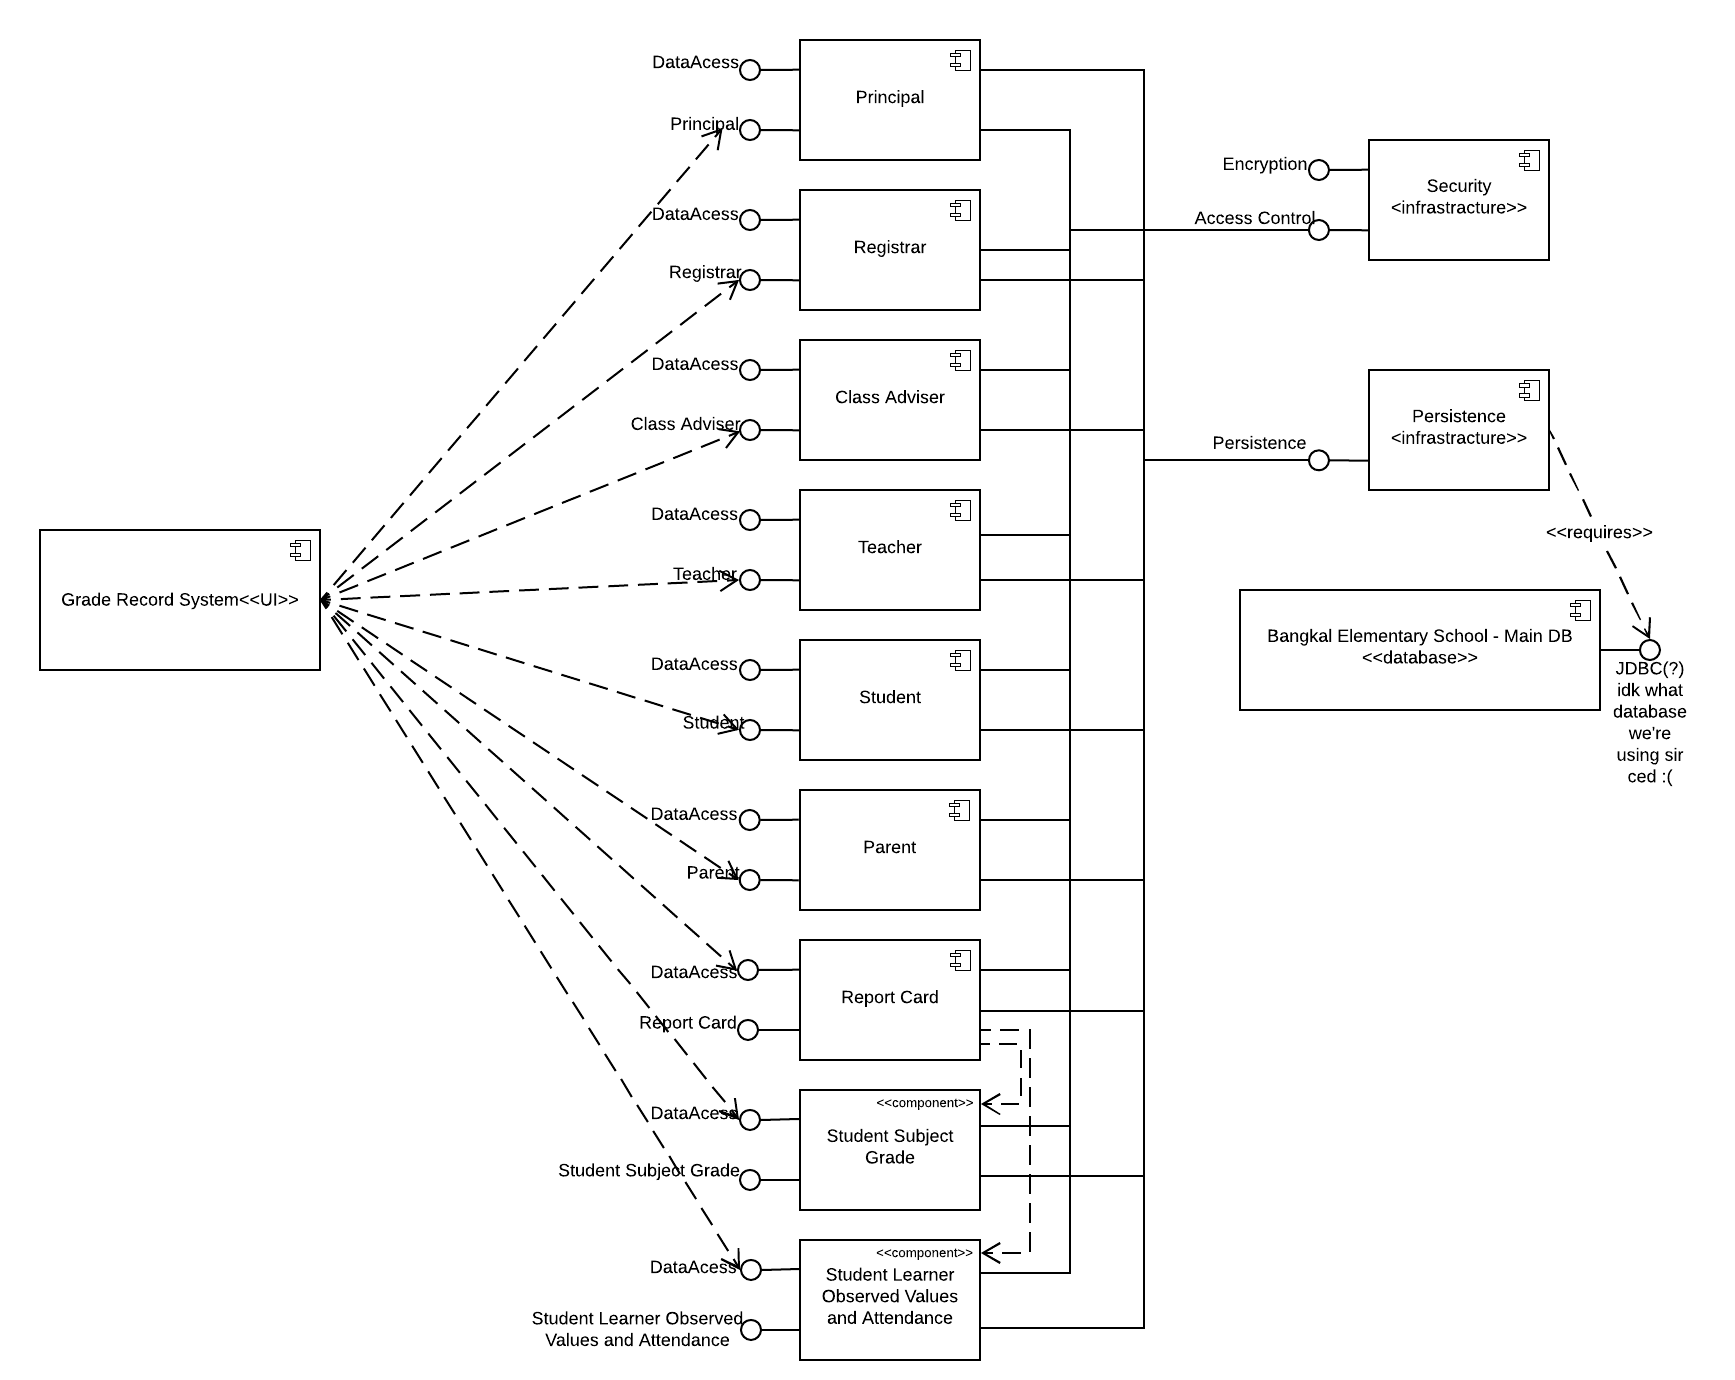 DataAcess
Principal
Principal
DataAcess
Registrar
Registrar
DataAcess
Class Adviser
Class Adviser
DataAcess
Teacher
Teacher
DataAcess
Student
Student
DataAcess
Parent
Parent
DataAcess
Report Card
Report Card
DataAcess
<<component>>
Student Subject
Grade
Student Subject Grade
DataAcess
<<component>>
Student Learner
Observed Values
and Attendance
Student Learner Observed
Values and Attendance
Grade Record System<<UI>>
Encryption
Access Control
Security
<infrastracture>>
Persistence
Persistence
<infrastracture>>
<<requires>>
Bangkal Elementary School - Main DB
<<database>>
JDBC(?)
idk what
database
we're
using sir
ced :(